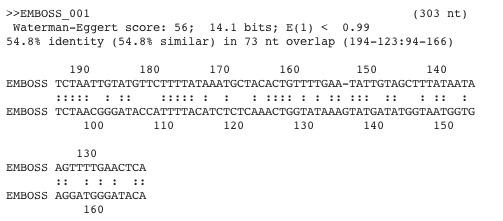 >>EMBOSS_001 (303 nt)
Waterman-Eggert score: 56; 14.1 bits; E(1) < 0.99
54.8% identity (54.8% similar) in 73 nt overlap (194-123:94-166)
190 180 170 160 150 140
EMBOSS TCTAATTGTATGTTCTTTTATAAATGCTACACTGTTTTGAA-TATTGTAGCTTTATAATA
::::: : ::    ::::: :  :   : :::: : : :: :::  ::   : ::  : 
EMBOSS TCTAACGGGATACCATTTTACATCTCTCAAACTGGTATAAAGTATGATATGGTAATGGTG
100 110 120 130 140 150
130
EMBOSS AGTTTTGAACTCA
::  : : :  ::
EMBOSS AGGATGGGATACA
160